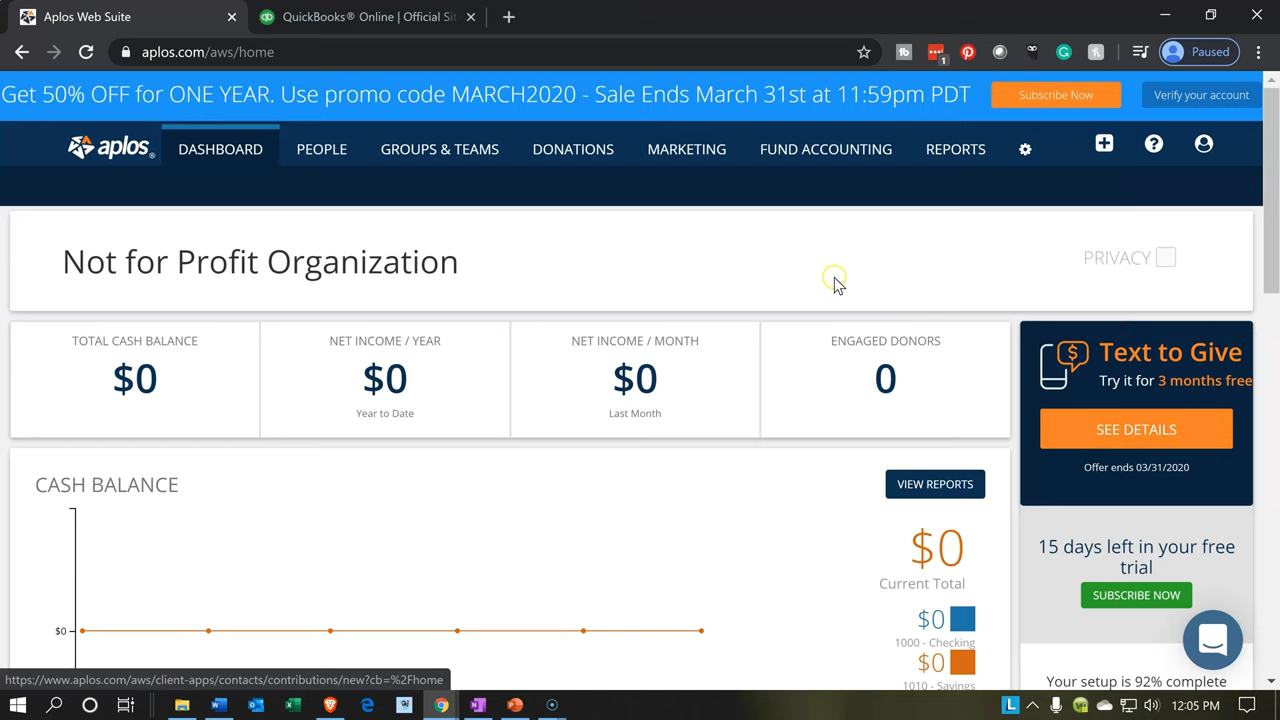 Aplos Web Suite
QuickBooks® Online | Official Sit
aplos.com/aws/home
1
Paused
Get 50% OFF for ONE YEAR. Use promo code MARCH2020 - Sale Ends March 31st at 11:59pm PDT
Subscribe Now
Verify your account
aplos
DASHBOARD
PEOPLE
GROUPS & TEAMS
DONATIONS
MARKETING
FUND ACCOUNTING
REPORTS
Not for Profit Organization
PRIVACY
TOTAL CASH BALANCE
$0
NET INCOME / YEAR
$0
Year to Date
NET INCOME / MONTH
$0
Last Month
ENGAGED DONORS
0
Text to Give
Try it for 3 months free
SEE DETAILS
Offer ends 03/31/2020
CASH BALANCE
VIEW REPORTS
$0
Current Total
$0
1000 - Checking
$0
1010 - Savings
$0
15 days left in your free
trial
SUBSCRIBE NOW
Your setup is 92% complete
https://www.aplos.com/aws/client-apps/contacts/contributions/new?cb=%2Fhome
12:05 PM